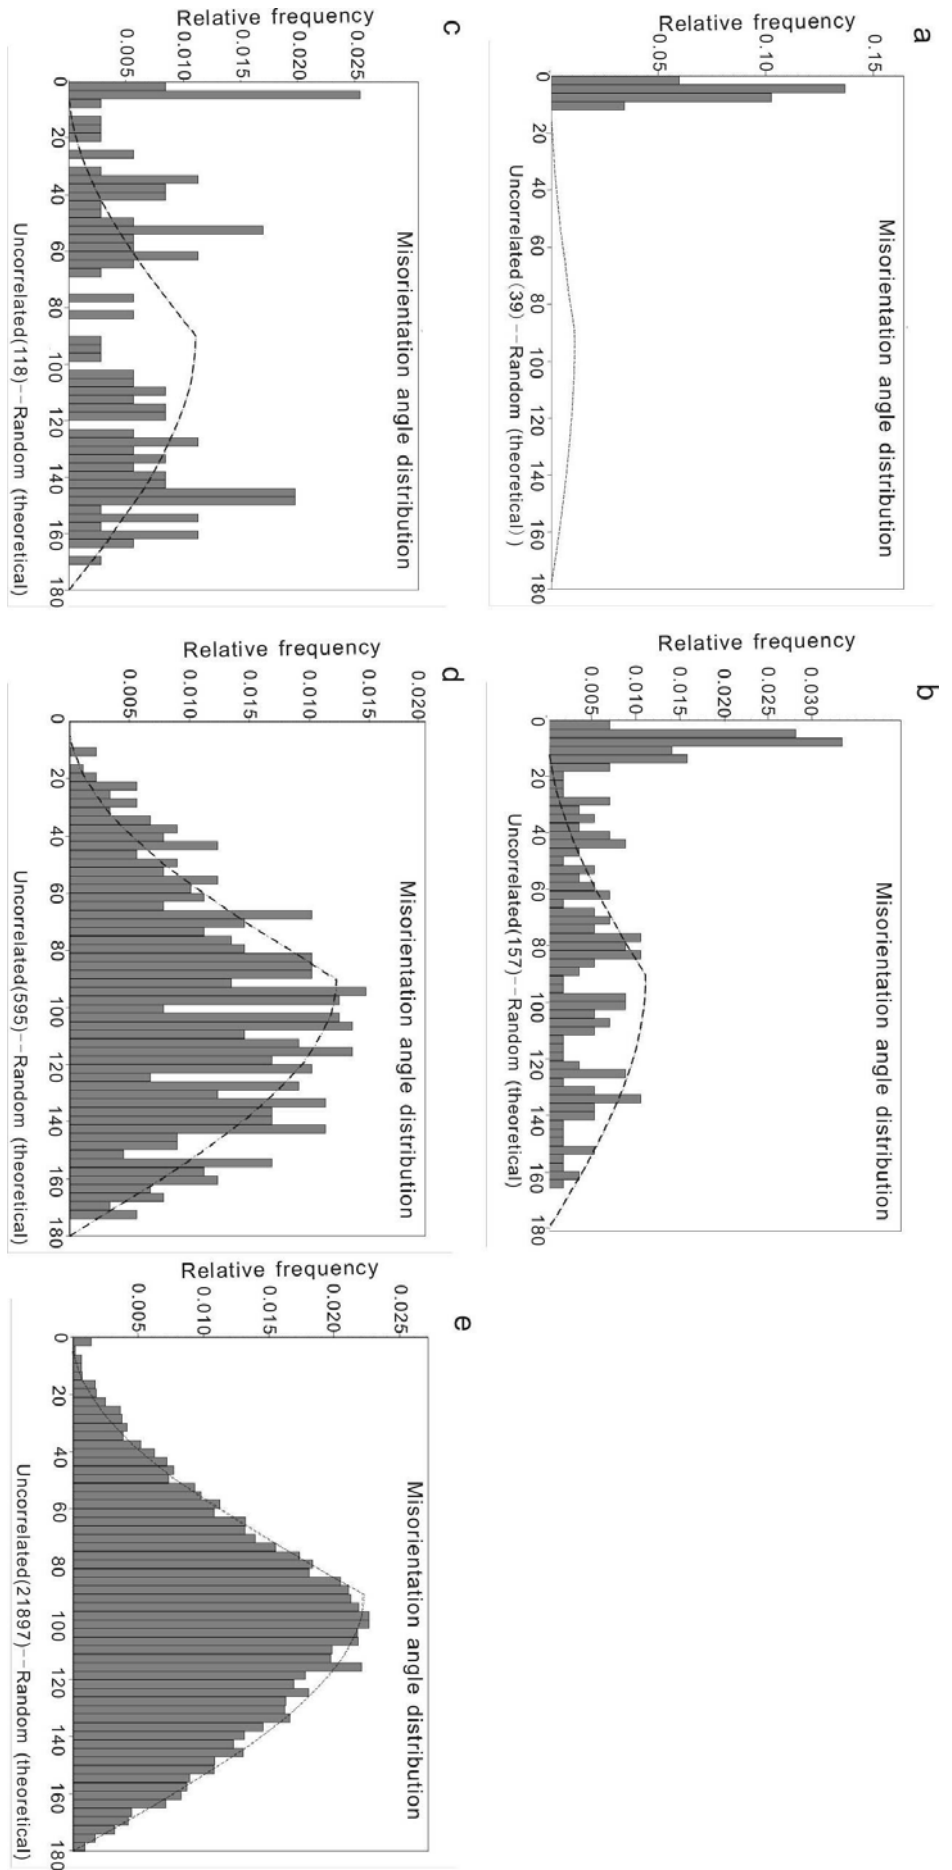 a
Misorientation angle distribution
Relative frequency
0.15
0.10
0.05
0 20 40 60 80 100 120 140 160 180
Uncorrelated (39)--Random (theoretical) )
b
Misorientation angle distribution
Relative frequency
0.030
0.025
0.020
0.015
0.010
0.005
0 20 40 60 80 100 120 140 160 180
Uncorrelated(157)--Random (theoretical)
c
Misorientation angle distribution
Relative frequency
0.025
0.020
0.015
0.010
0.005
0 20 40 60 80 100 120 140 160 180
Uncorrelated(118)--Random (theoretical)
d
Misorientation angle distribution
Relative frequency
0.020
0.015
0.010
0.010
0.015
0.005
0 20 40 60 80 100 120 140 160 180
Uncorrelated(595)--Random (theoretical)
e
Misorientation angle distribution
Relative frequency
0.025
0.020
0.015
0.010
0.005
0 20 40 60 80 100 120 140 160 180
Uncorrelated(21897)--Random (theoretical)